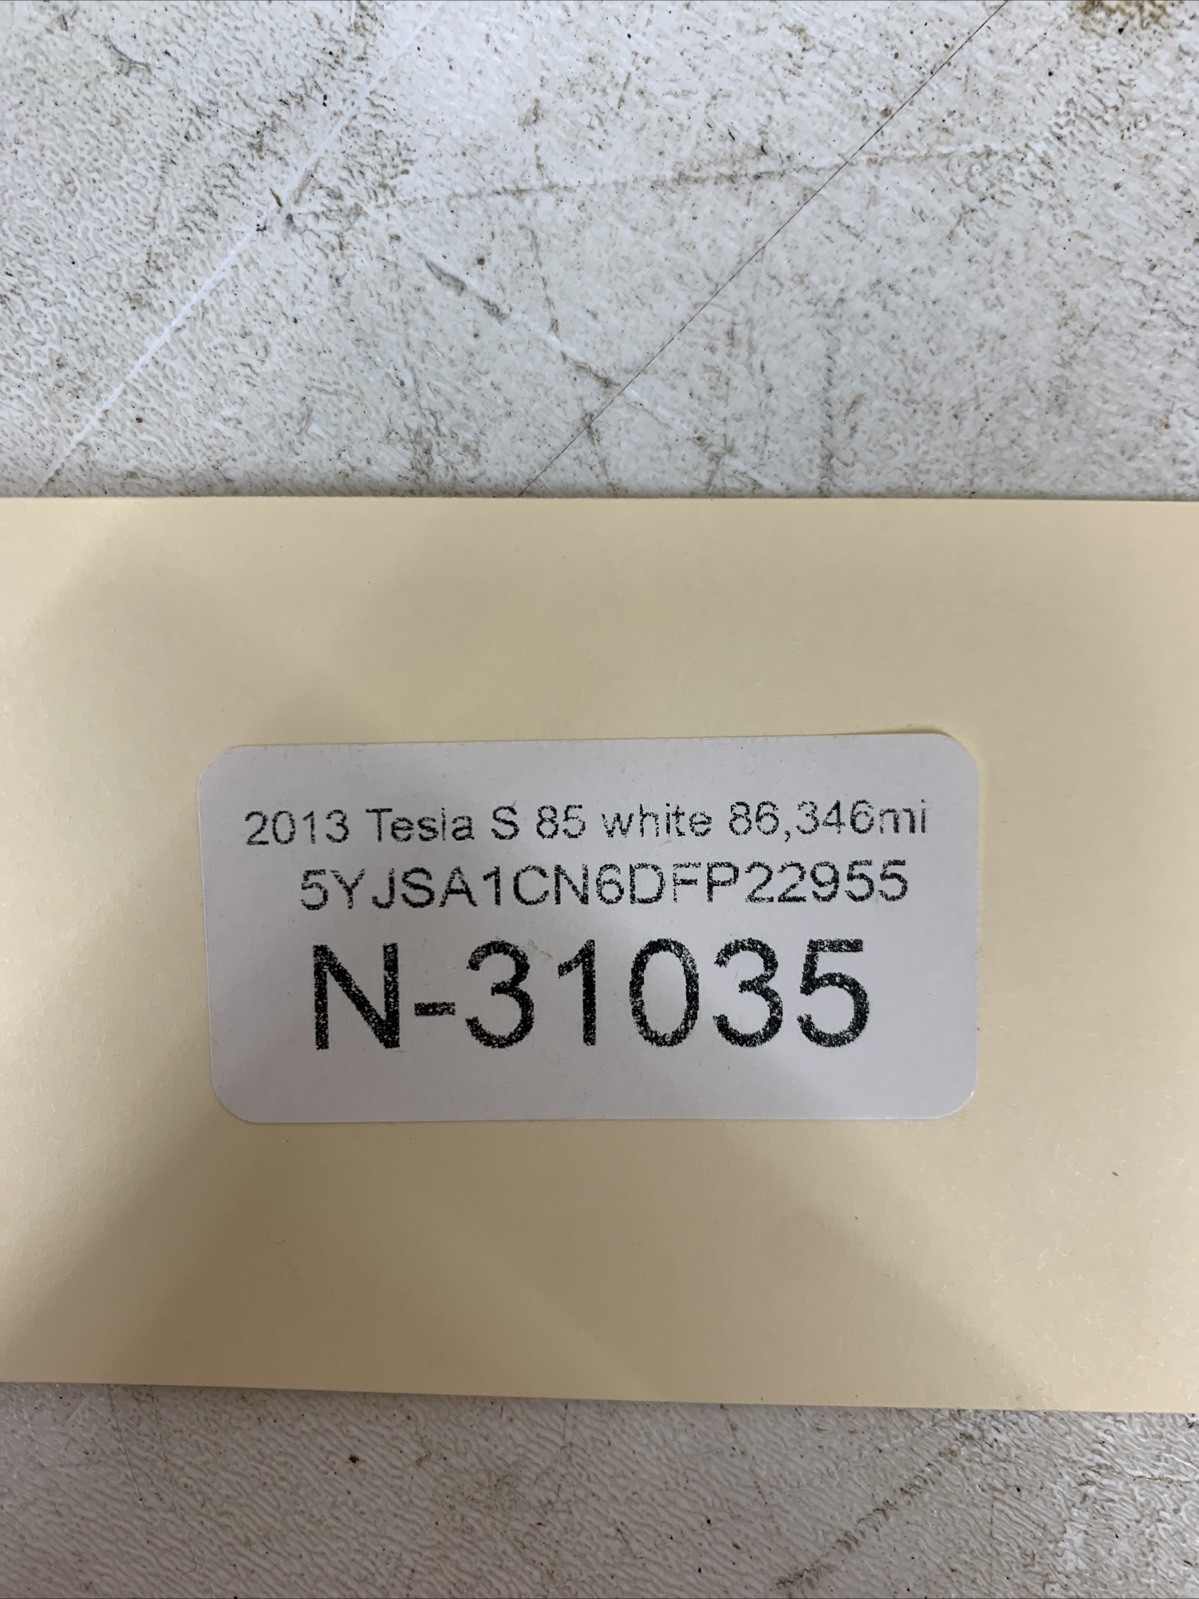 2013 Tesla S 85 white 86,346mi
5YJSA1CN6DFP22955
N-31035